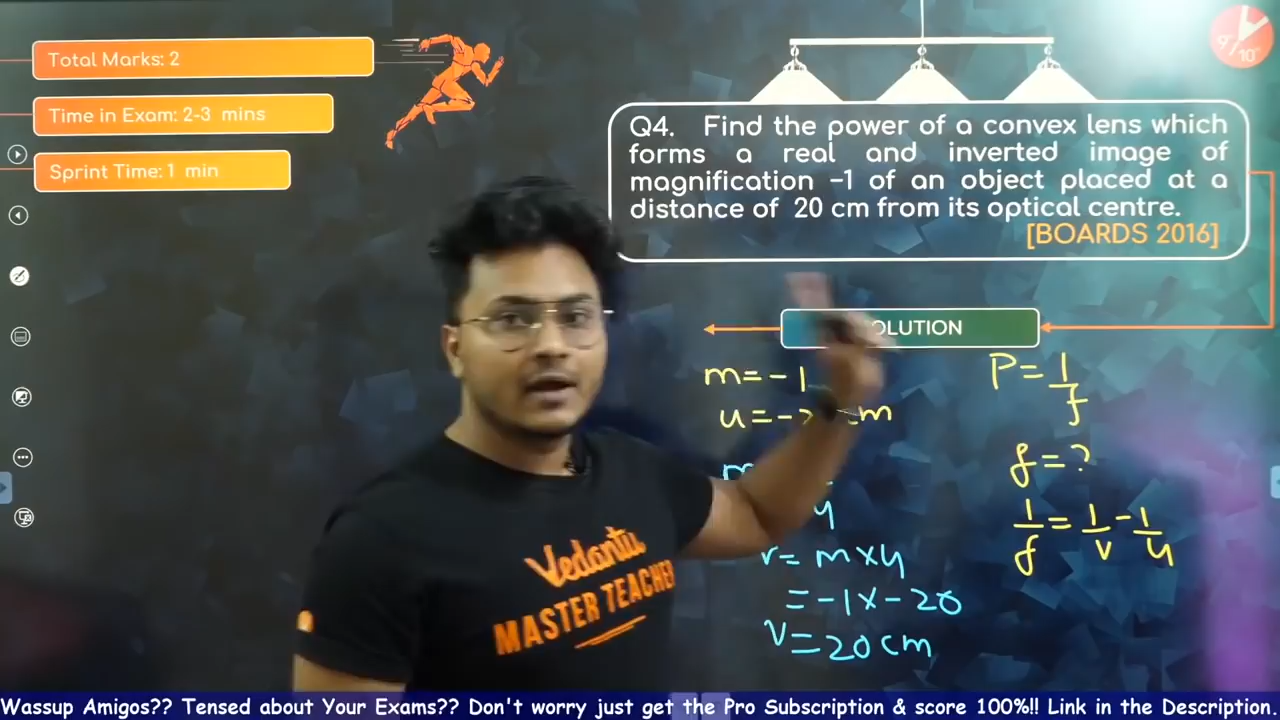 Total Marks: 2
Time in Exam: 2-3 mins
Sprint Time: 1 min
9th 10th
Q4. Find the power of a convex lens which
forms a real and inverted image of
magnification -1 of an object placed at a
distance of 20 cm from its optical centre.
[BOARDS 2016]
OLUTION
m=-1
u=- cm
m
u
v= m×u
=-1×-20
v=20cm
P=1/f
f=?
1/f=1/v-1/u
Vedantu
MASTER TEACHER
Wassup Amigos?? Tensed about Your Exams?? Don't worry just get the Pro Subscription & score 100%!! Link in the Description.